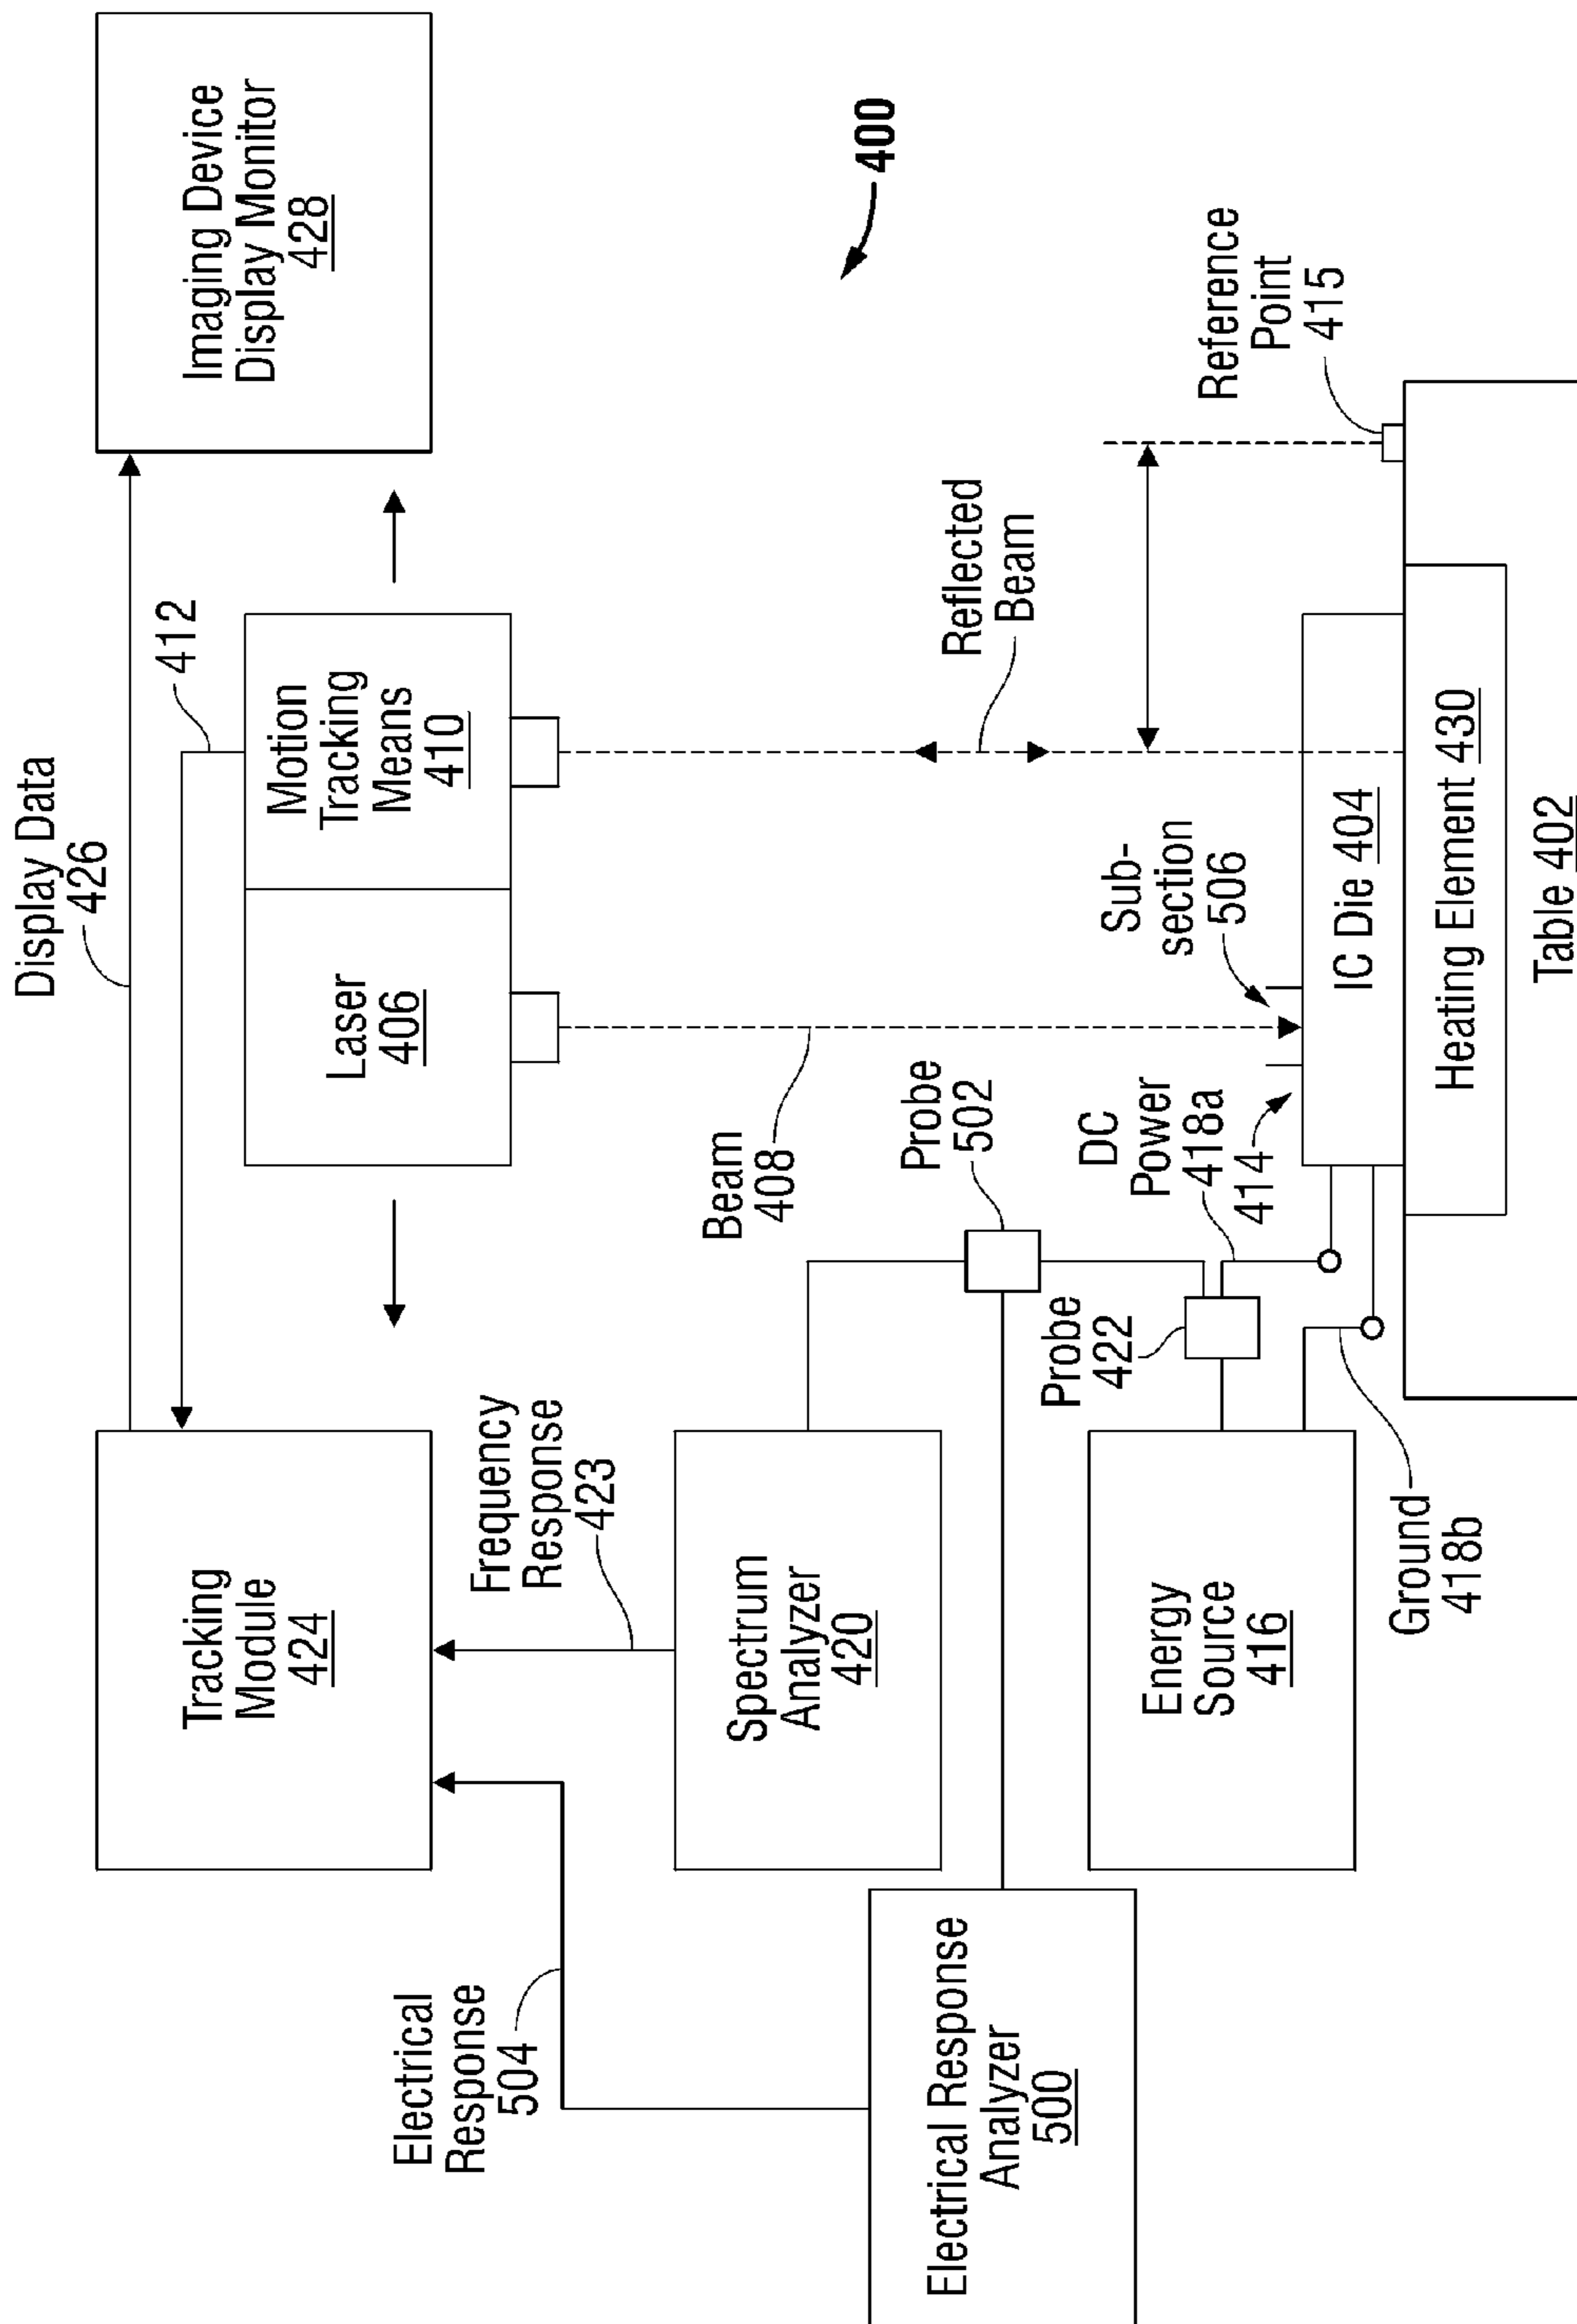 Display Data
426
412
Tracking
Module
424
Imaging Device
Display Monitor
428
Laser
406
Motion
Tracking
Means
410
Electrical
Response
504
Frequency
Response
423
Spectrum
Analyzer
420
Beam
408
Reflected
Beam
400
Electrical Response
Analyzer
500
Probe
502
Probe
422
DC
Power
418a
414
Sub-
section
506
Reference
Point
415
Energy
Source
416
Ground
418b
IC Die 404
Heating Element 430
Table 402